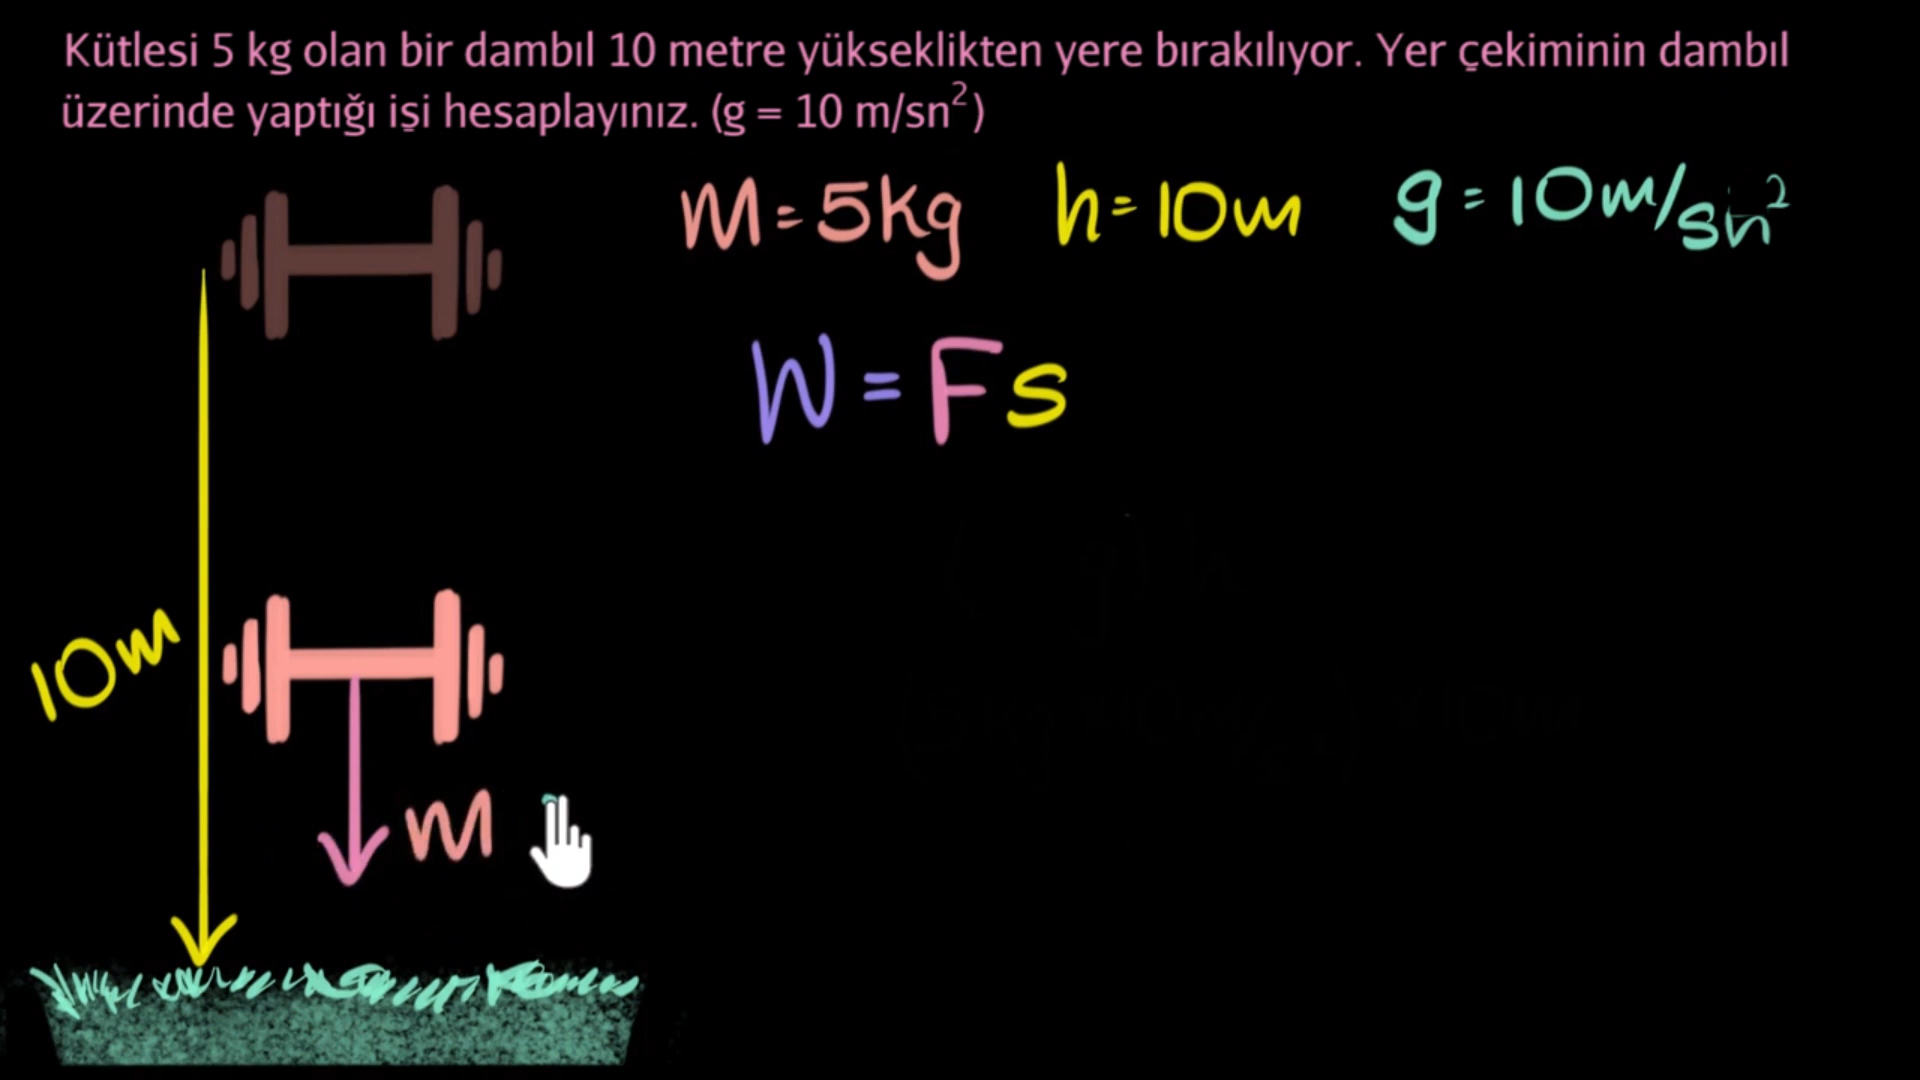 Kütlesi 5 kg olan bir dambıl 10 metre yükseklikten yere bırakılıyor. Yer çekiminin dambıl
üzerinde yaptığı işi hesaplayınız. (g = 10 m/sn²)
m = 5kg h = 10m g = 10m/sn²
W = Fs
10m
m